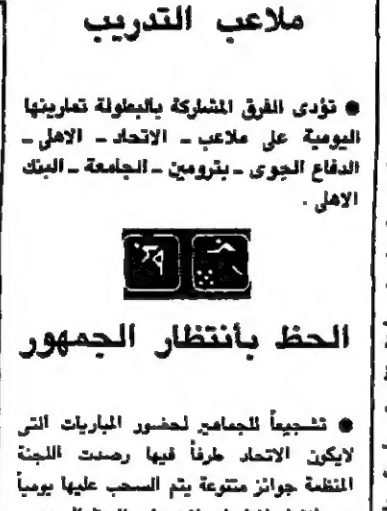 ملاعب التدريب
● تؤدى الفرق المشاركة بالبطولة تمارينها
اليومية على ملاعب ـ الاتحاد ـ الاهلى ـ
الدفاع الجوى ـ بترومين ـ الجامعة ـ البنك
الاهلى .
الحظ بأنتظار الجمهور
● تشجيعاً للجماهير لحضور المباريات التى
لايكون الاتحاد طرفاً فيها رصدت اللجنة
المنظمة جوائز متنوعة يتم السحب عليها يومياً